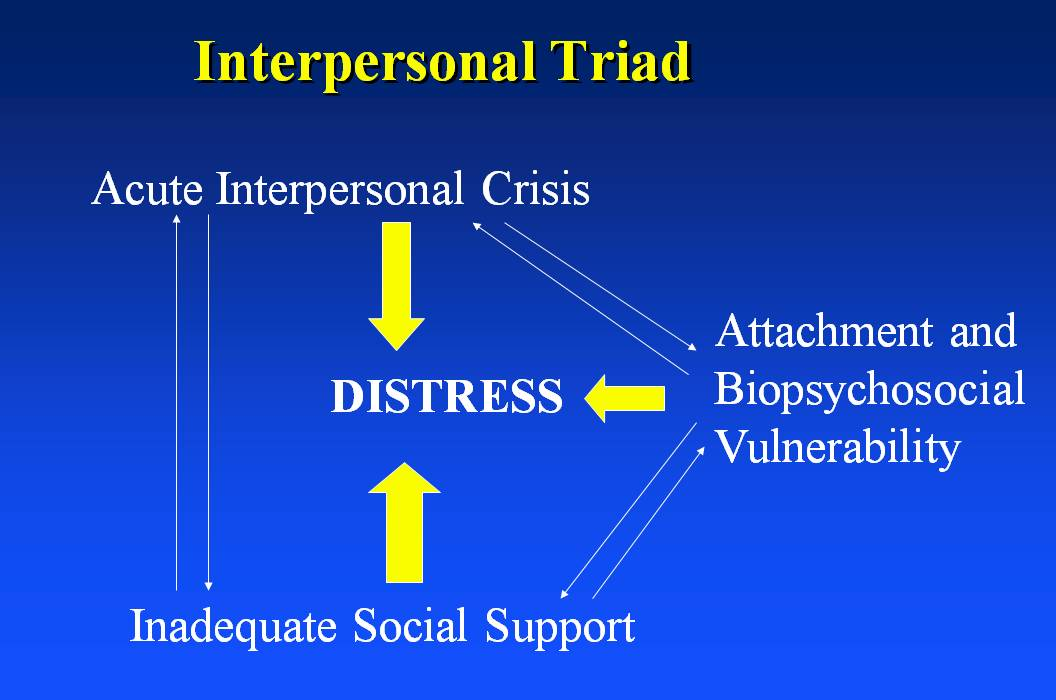 Interpersonal Triad
Acute Interpersonal Crisis
Attachment and
Biopsychosocial
Vulnerability
DISTRESS
Inadequate Social Support